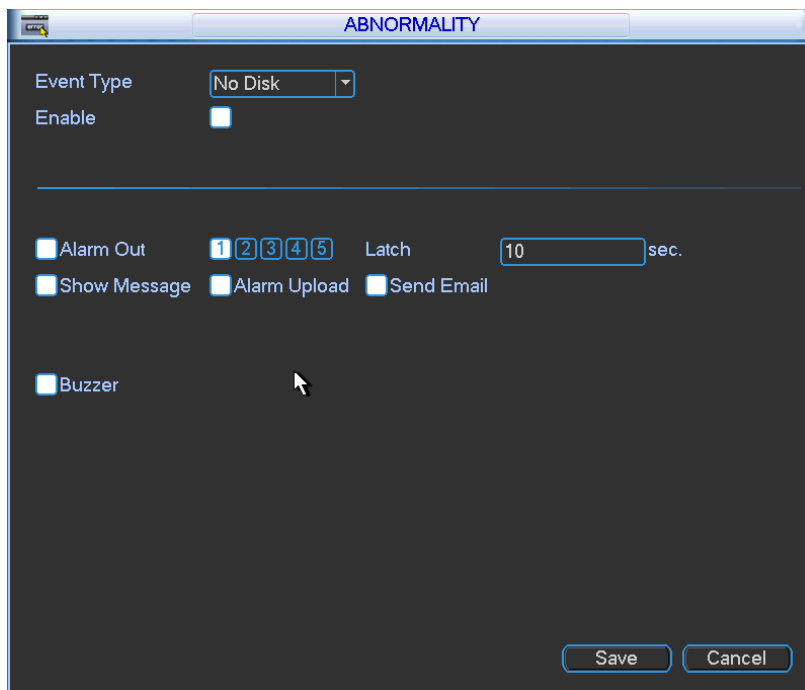 ABNORMALITY
Event Type No Disk
Enable
Alarm Out 1 2 3 4 5 Latch 10 sec.
Show Message Alarm Upload Send Email
Buzzer
Save Cancel